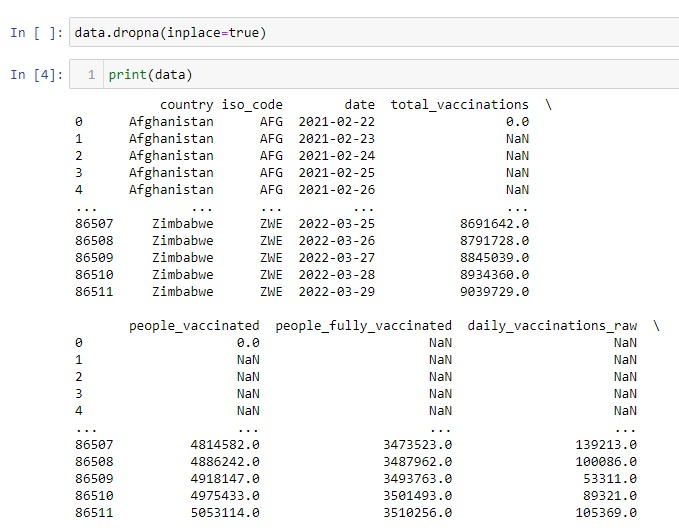 In [ ]: data.dropna(inplace=true)
In [4]: 1 print(data)
country iso_code date total_vaccinations \
0 Afghanistan AFG 2021-02-22 0.0
1 Afghanistan AFG 2021-02-23 NaN
2 Afghanistan AFG 2021-02-24 NaN
3 Afghanistan AFG 2021-02-25 NaN
4 Afghanistan AFG 2021-02-26 NaN
... ... ... ... ...
86507 Zimbabwe ZWE 2022-03-25 8691642.0
86508 Zimbabwe ZWE 2022-03-26 8791728.0
86509 Zimbabwe ZWE 2022-03-27 8845039.0
86510 Zimbabwe ZWE 2022-03-28 8934360.0
86511 Zimbabwe ZWE 2022-03-29 9039729.0
people_vaccinated people_fully_vaccinated daily_vaccinations_raw \
0 0.0 NaN NaN
1 NaN NaN NaN
2 NaN NaN NaN
3 NaN NaN NaN
4 NaN NaN NaN
... ... ... ...
86507 4814582.0 3473523.0 139213.0
86508 4886242.0 3487962.0 100086.0
86509 4918147.0 3493763.0 53311.0
86510 4975433.0 3501493.0 89321.0
86511 5053114.0 3510256.0 105369.0